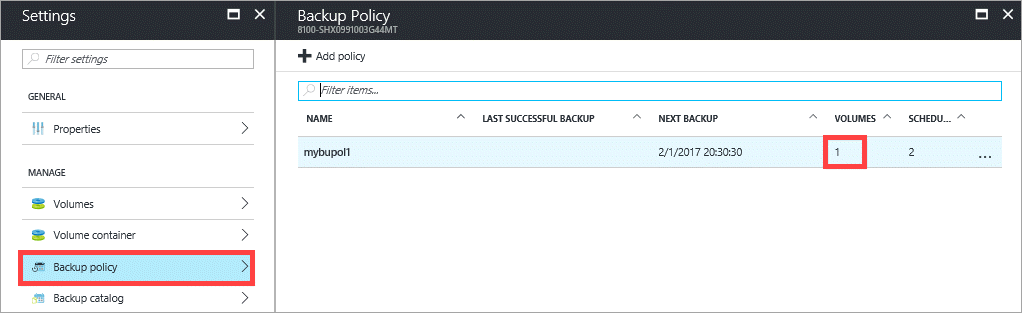 Settings
Filter settings
GENERAL
Properties
MANAGE
Volumes
Volume container
Backup policy
Backup catalog
Backup Policy
8100-SHX0991003G44MT
Add policy
Filter items...
NAME LAST SUCCESSFUL BACKUP NEXT BACKUP VOLUMES SCHEDU...
mybupol1 2/1/2017 20:30:30 1 2 ...